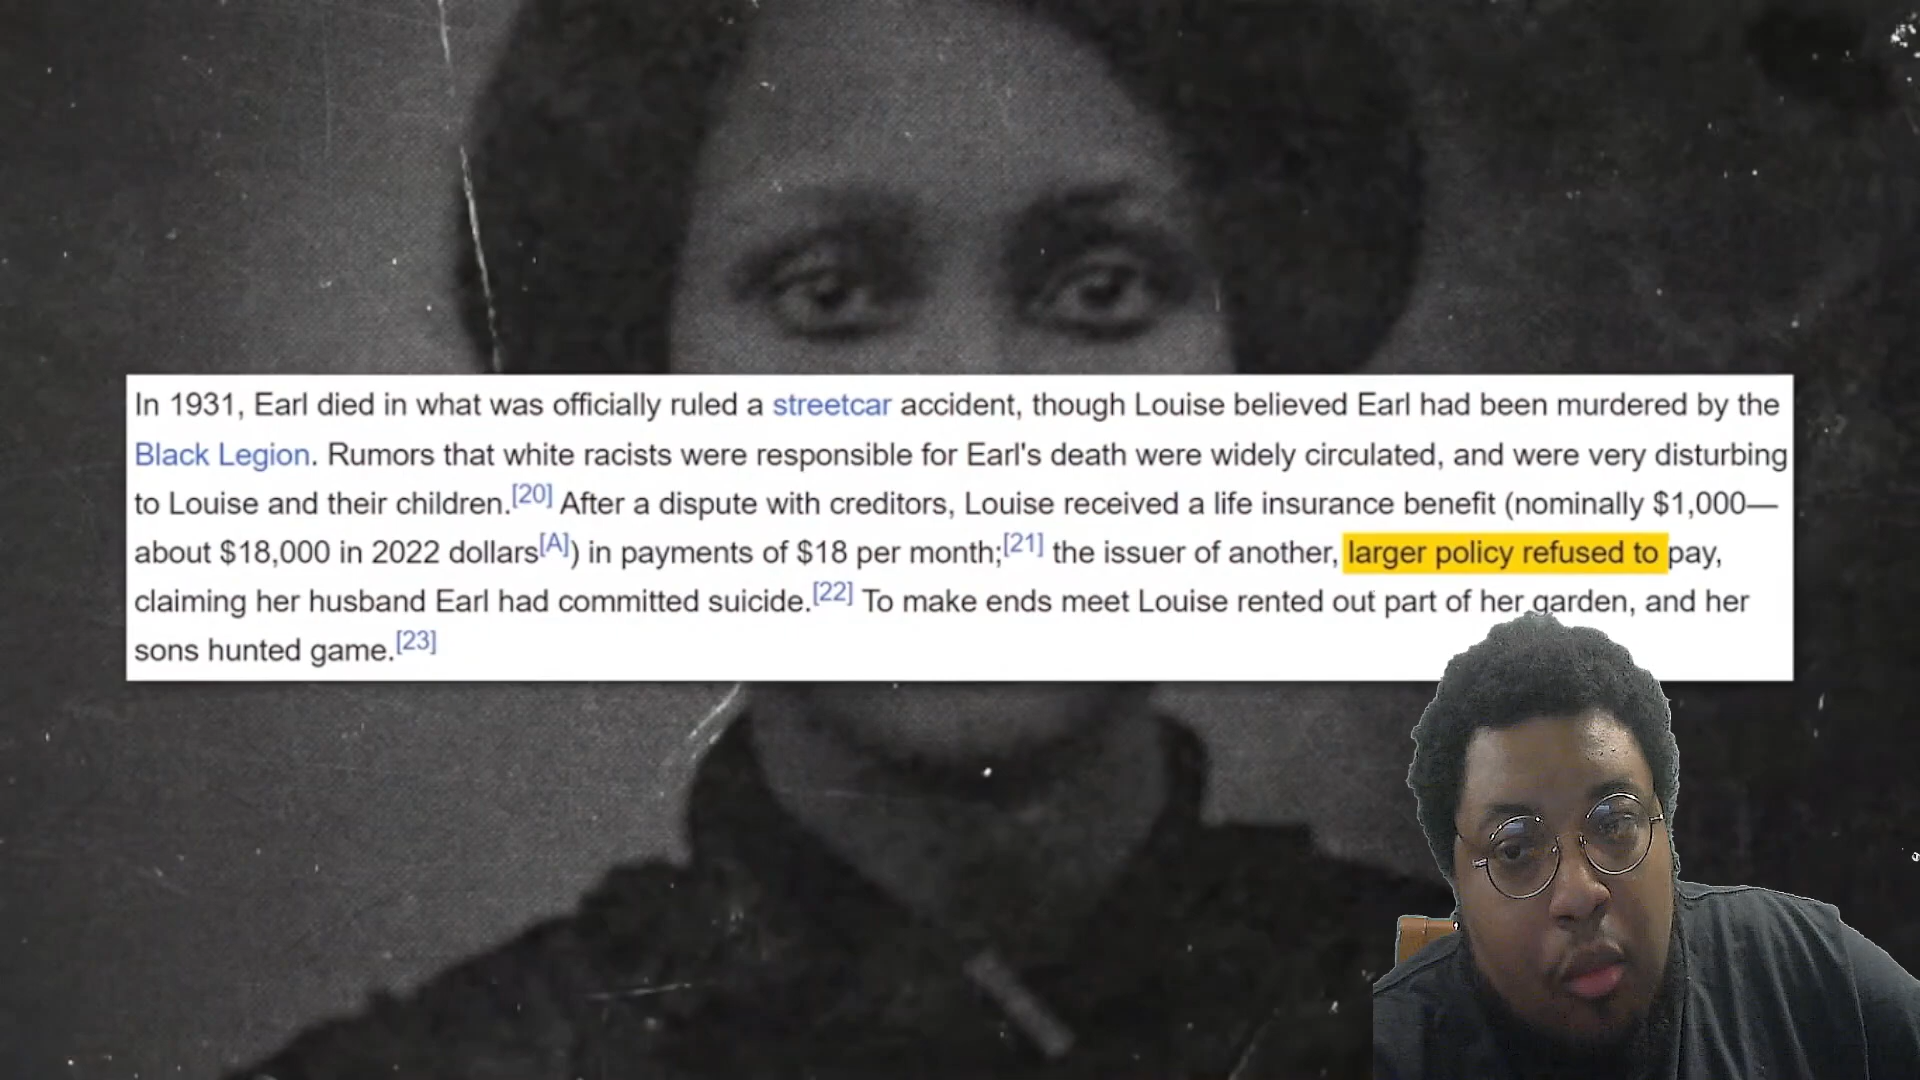 In 1931, Earl died in what was officially ruled a streetcar accident, though Louise believed Earl had been murdered by the
Black Legion. Rumors that white racists were responsible for Earl's death were widely circulated, and were very disturbing
to Louise and their children.[20] After a dispute with creditors, Louise received a life insurance benefit (nominally $1,000—
about $18,000 in 2022 dollars[A]) in payments of $18 per month;[21] the issuer of another, larger policy refused to pay,
claiming her husband Earl had committed suicide.[22] To make ends meet Louise rented out part of her garden, and her
sons hunted game.[23]